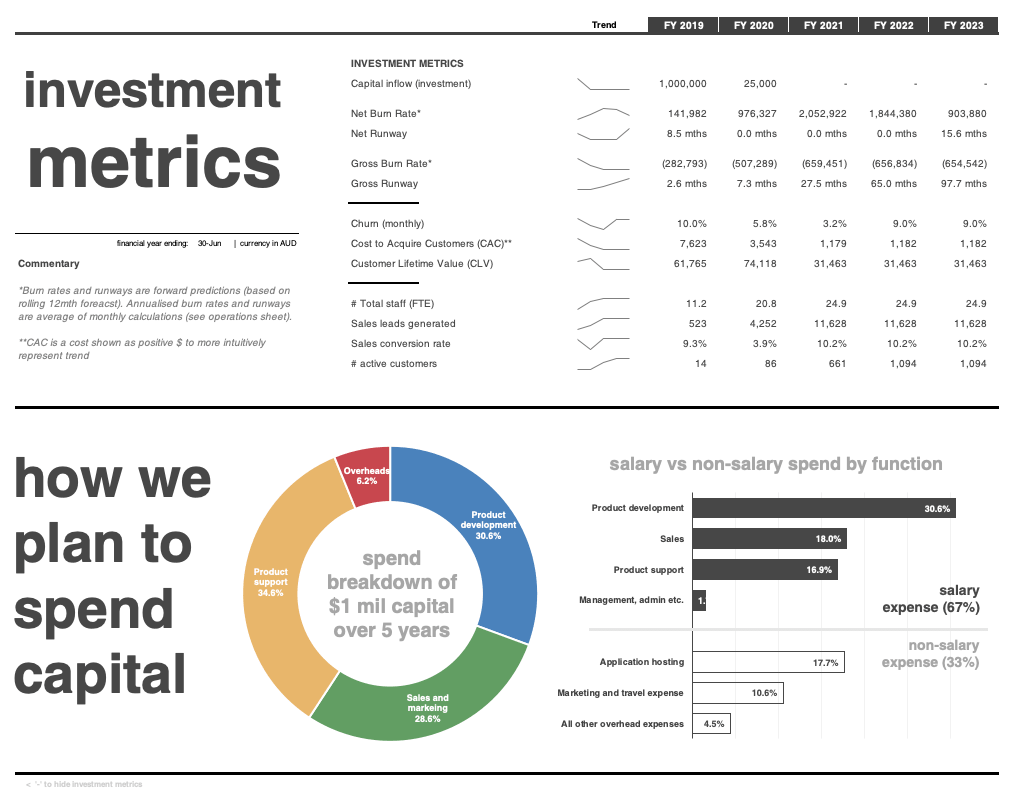 Trend FY 2019 FY 2020 FY 2021 FY 2022 FY 2023
investment
metrics
financial year ending: 30-Jun | currency in AUD
Commentary
*Burn rates and runways are forward predictions (based on
rolling 12mth foreacst). Annualised burn rates and runways
are average of monthly calculations (see operations sheet).
**CAC is a cost shown as positive $ to more intuitively
represent trend
INVESTMENT METRICS
Capital inflow (investment) 1,000,000 25,000 - - -
Net Burn Rate* 141,982 976,327 2,052,922 1,844,380 903,880
Net Runway 8.5 mths 0.0 mths 0.0 mths 0.0 mths 15.6 mths
Gross Burn Rate* (282,793) (507,289) (659,451) (656,834) (654,542)
Gross Runway 2.6 mths 7.3 mths 27.5 mths 65.0 mths 97.7 mths
Churn (monthly) 10.0% 5.8% 3.2% 9.0% 9.0%
Cost to Acquire Customers (CAC)** 7,623 3,543 1,179 1,182 1,182
Customer Lifetime Value (CLV) 61,765 74,118 31,463 31,463 31,463
# Total staff (FTE) 11.2 20.8 24.9 24.9 24.9
Sales leads generated 523 4,252 11,628 11,628 11,628
Sales conversion rate 9.3% 3.9% 10.2% 10.2% 10.2%
# active customers 14 86 661 1,094 1,094
how we
plan to
spend
capital
Overheads
6.2%
Product
development
30.6%
Product
support
34.6%
Sales and
markeing
28.6%
spend
breakdown of
$1 mil capital
over 5 years
salary vs non-salary spend by function
Product development 30.6%
Sales 18.0%
Product support 16.9%
Management, admin etc. 1.
salary
expense (67%)
non-salary
expense (33%)
Application hosting 17.7%
Marketing and travel expense 10.6%
All other overhead expenses 4.5%
< '-' to hide investment metrics